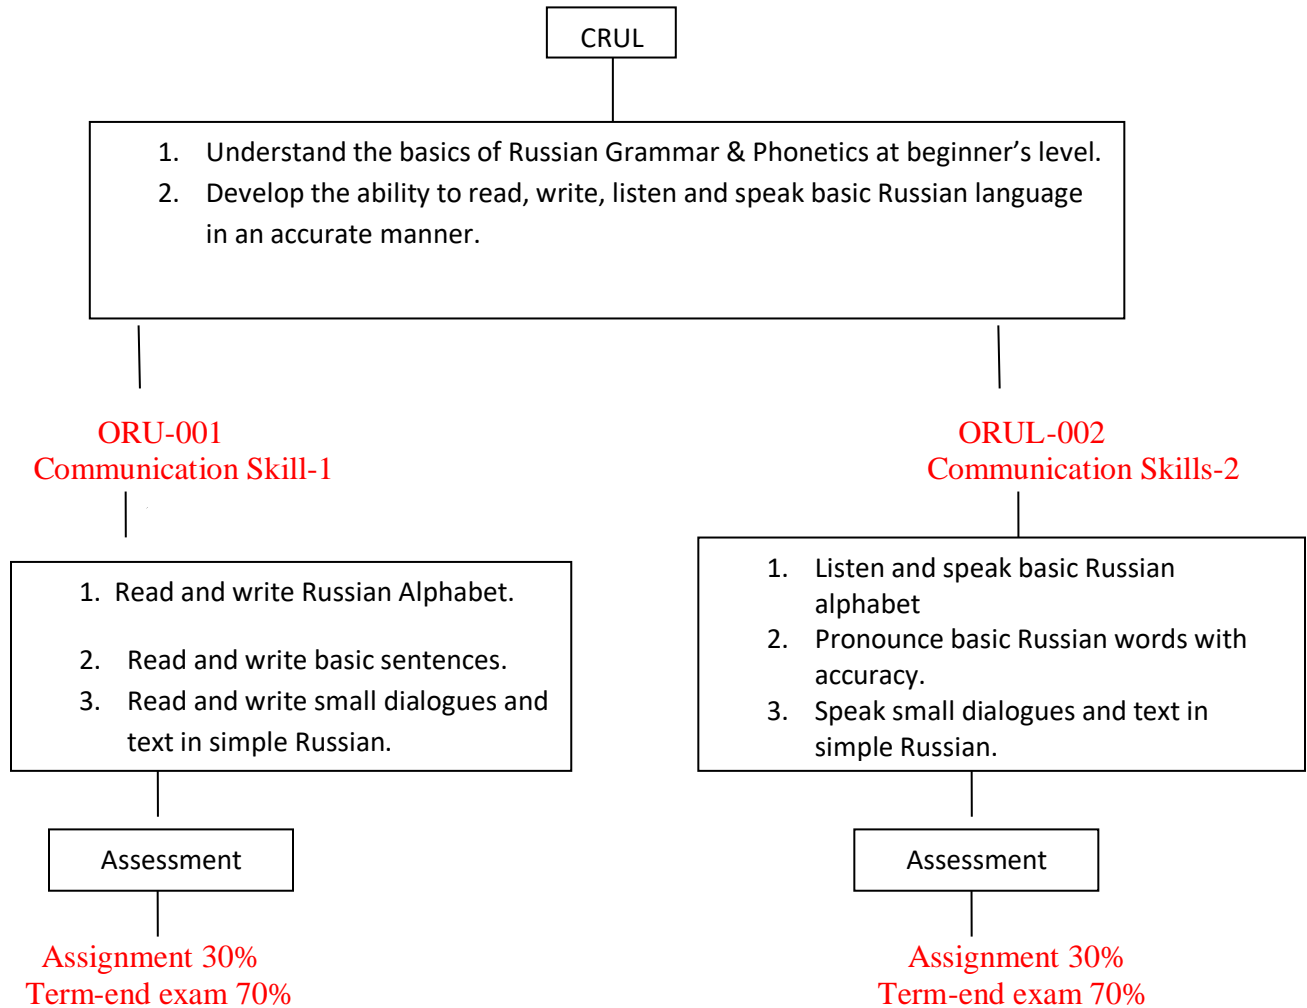 CRUL
1. Understand the basics of Russian Grammar & Phonetics at beginner’s level.
2. Develop the ability to read, write, listen and speak basic Russian language
in an accurate manner.
ORU-001
Communication Skill-1
1. Read and write Russian Alphabet.
2. Read and write basic sentences.
3. Read and write small dialogues and
text in simple Russian.
Assessment
Assignment 30%
Term-end exam 70%
ORUL-002
Communication Skills-2
1. Listen and speak basic Russian
alphabet
2. Pronounce basic Russian words with
accuracy.
3. Speak small dialogues and text in
simple Russian.
Assessment
Assignment 30%
Term-end exam 70%